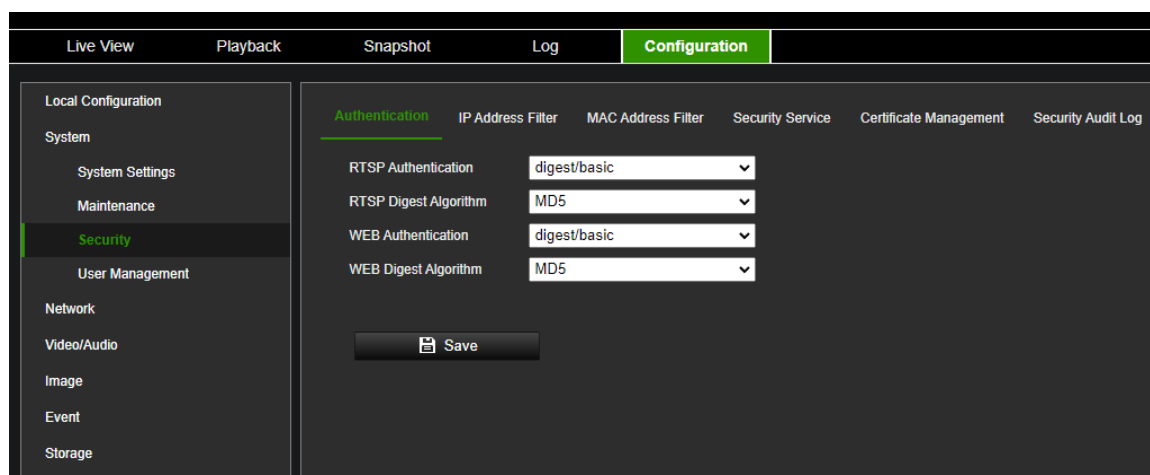 Live View Playback Snapshot Log Configuration
Local Configuration
System
System Settings
Maintenance
Security
User Management
Network
Video/Audio
Image
Event
Storage
Authentication IP Address Filter MAC Address Filter Security Service Certificate Management Security Audit Log
RTSP Authentication digest/basic
RTSP Digest Algorithm MD5
WEB Authentication digest/basic
WEB Digest Algorithm MD5
Save